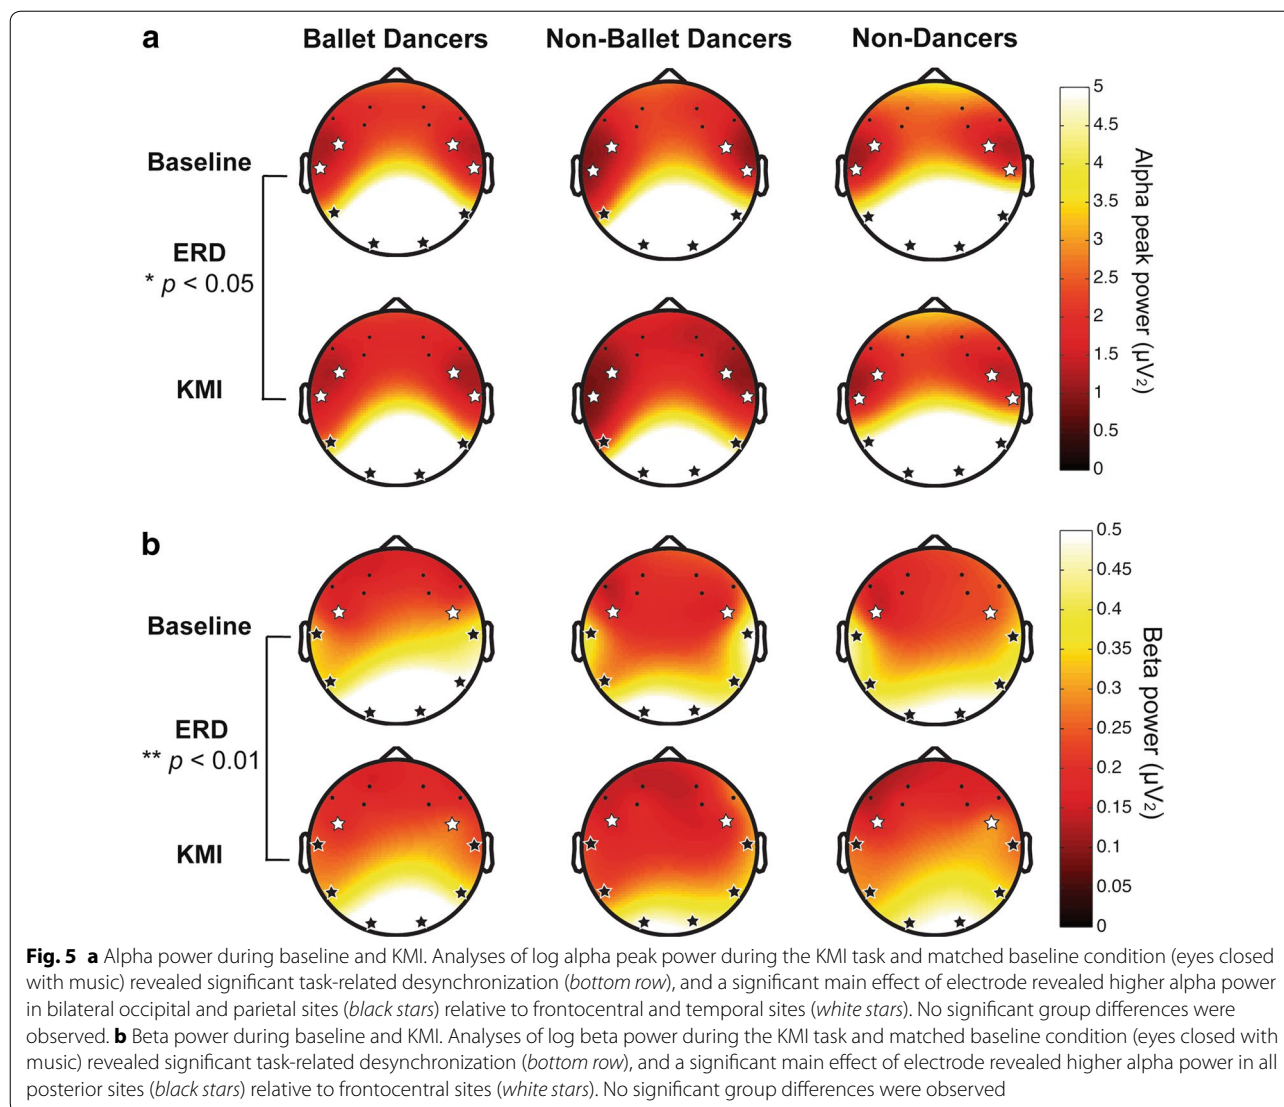 a
Ballet Dancers Non-Ballet Dancers Non-Dancers
Baseline
ERD
* p < 0.05
KMI
5
4.5
4
3.5
3
2.5
2
1.5
1
0.5
0
Alpha peak power (µV2)
b
Baseline
ERD
** p < 0.01
KMI
0.5
0.45
0.4
0.35
0.3
0.25
0.2
0.15
0.1
0.05
0
Beta power (µV2)
Fig. 5 a Alpha power during baseline and KMI. Analyses of log alpha peak power during the KMI task and matched baseline condition (eyes closed
with music) revealed significant task-related desynchronization (bottom row), and a significant main effect of electrode revealed higher alpha power
in bilateral occipital and parietal sites (black stars) relative to frontocentral and temporal sites (white stars). No significant group differences were
observed. b Beta power during baseline and KMI. Analyses of log beta power during the KMI task and matched baseline condition (eyes closed with
music) revealed significant task-related desynchronization (bottom row), and a significant main effect of electrode revealed higher alpha power in all
posterior sites (black stars) relative to frontocentral sites (white stars). No significant group differences were observed